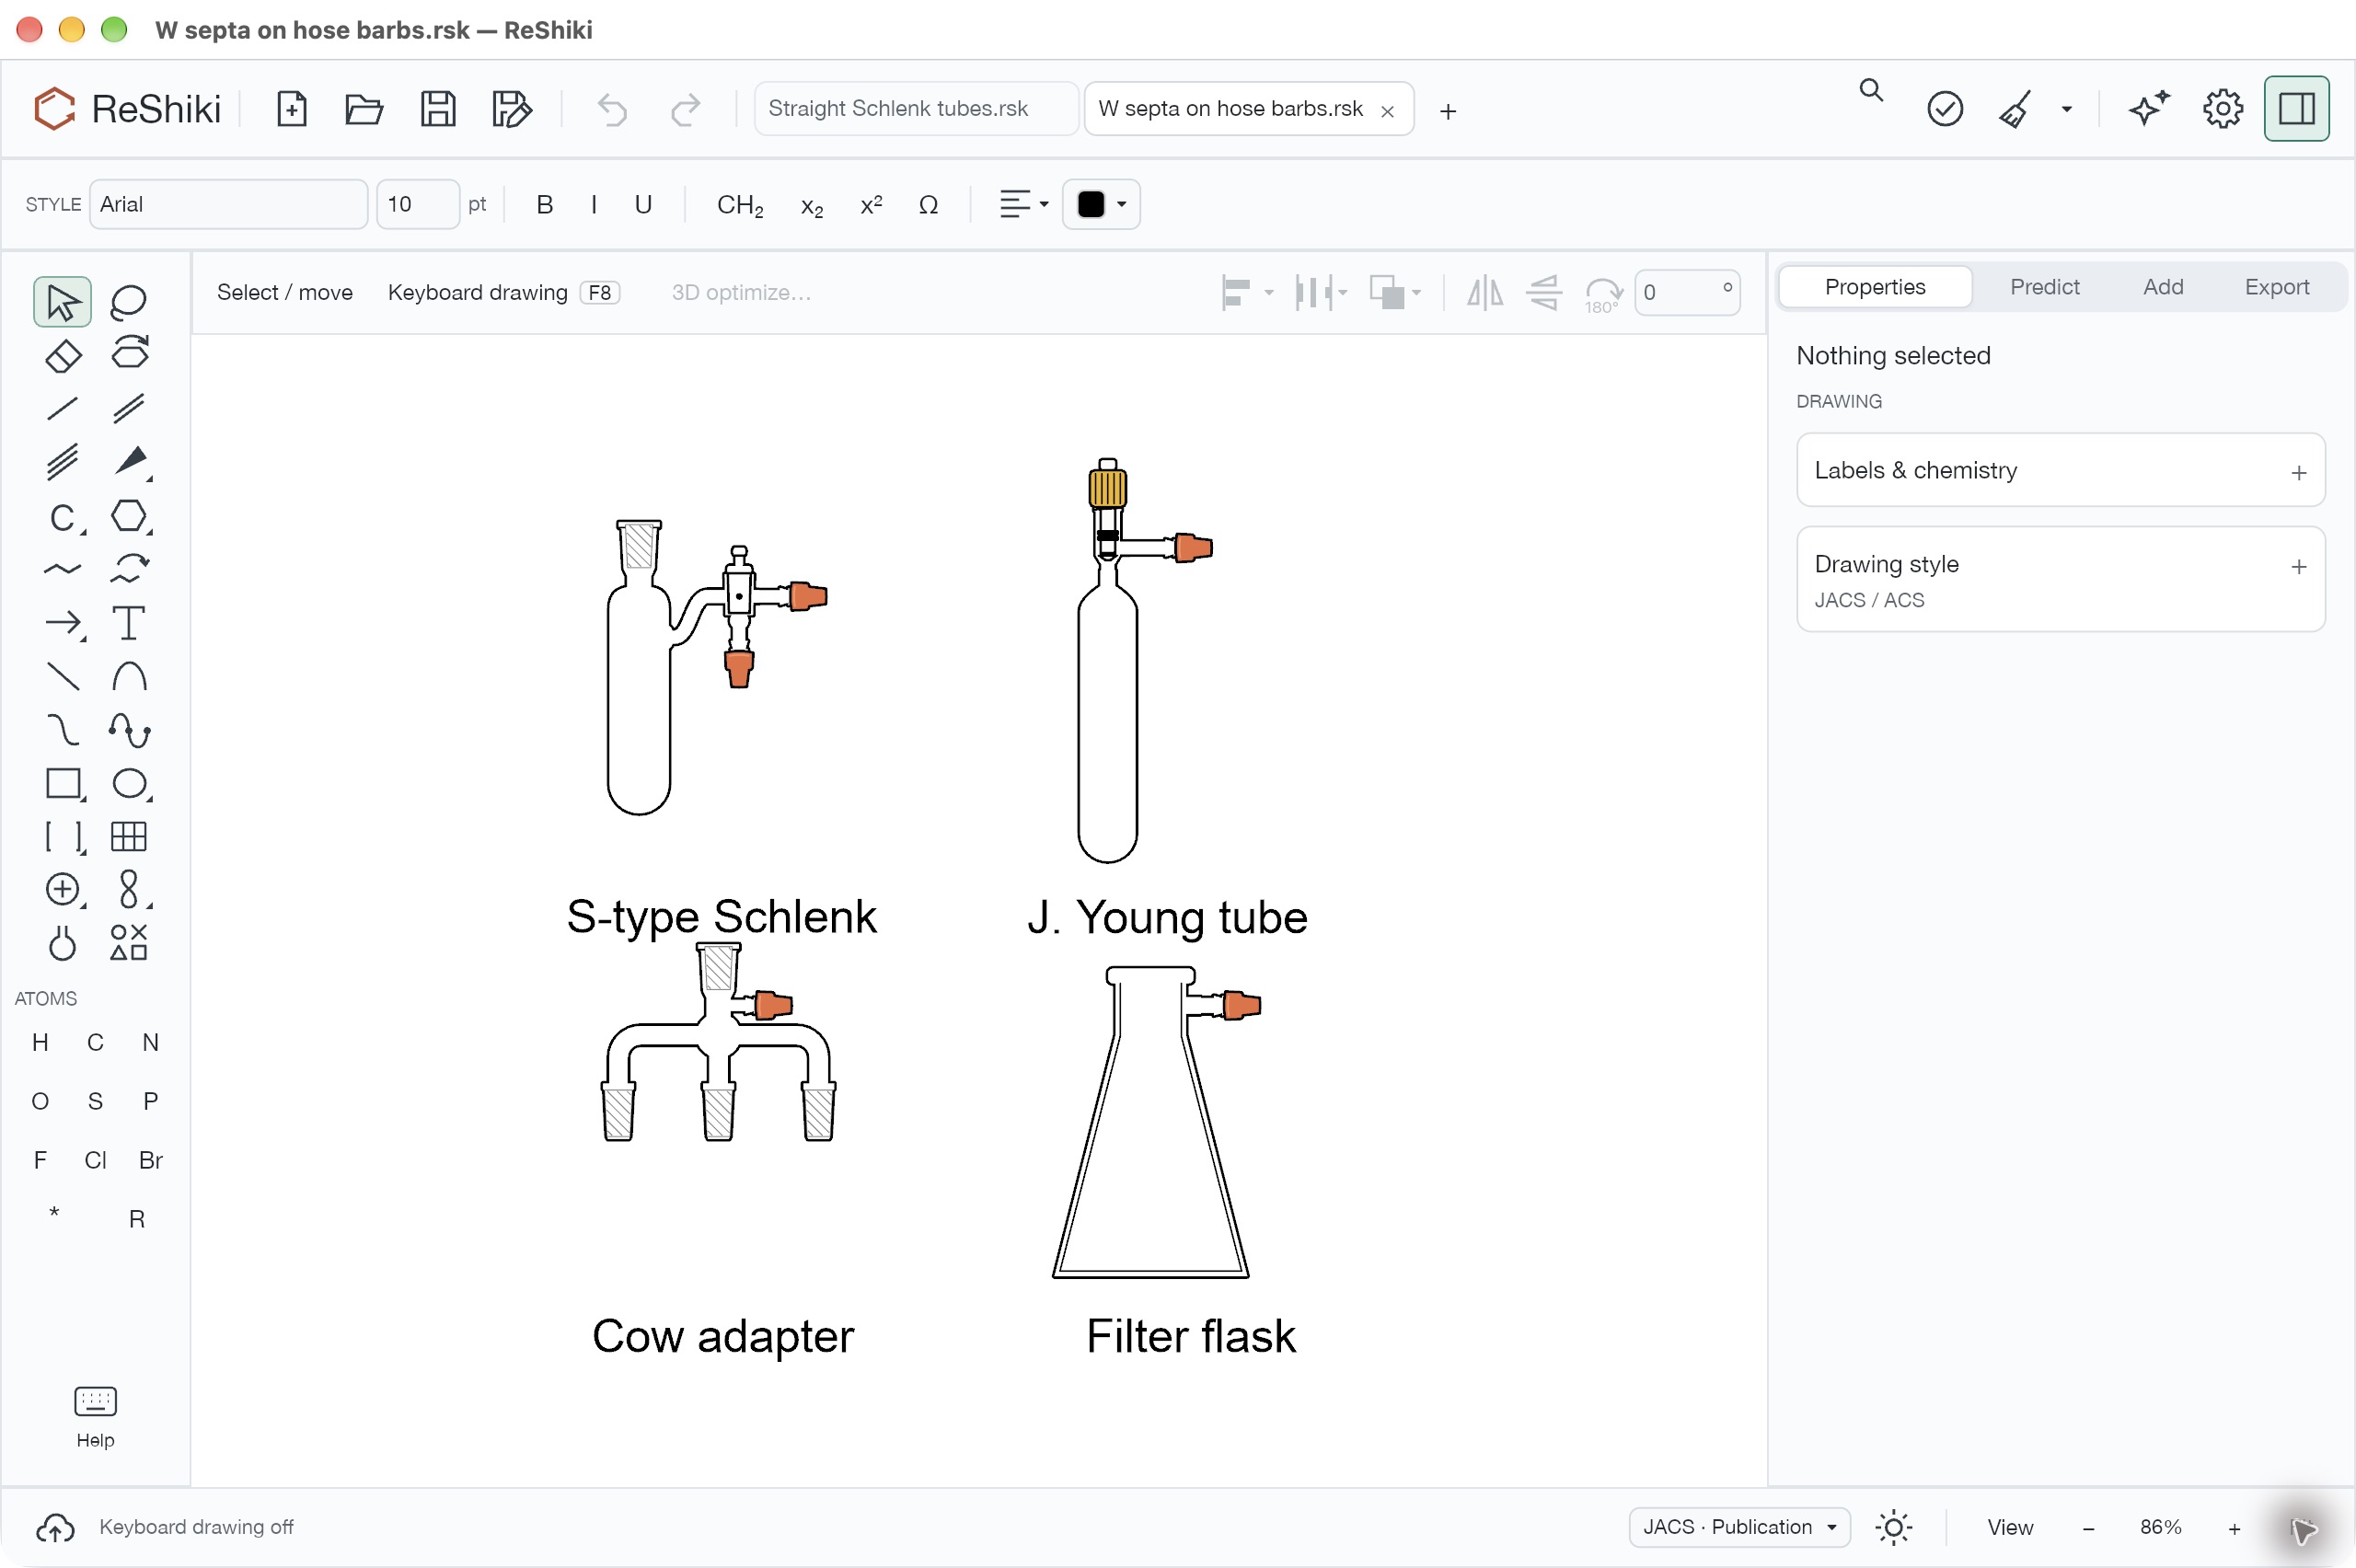 W septa on hose barbs.rsk — ReShiki
ReShiki
Straight Schlenk tubes.rsk
W septa on hose barbs.rsk ×
+
STYLE Arial 10 pt B I U CH₂ x₂ x² Ω
Select / move Keyboard drawing F8 3D optimize...
180° 0 °
Properties Predict Add Export
Nothing selected
DRAWING
Labels & chemistry +
Drawing style +
JACS / ACS
C
T
ATOMS
H C N
O S P
F Cl Br
* R
Help
S-type Schlenk
J. Young tube
Cow adapter
Filter flask
Keyboard drawing off
JACS · Publication
View − 86% +